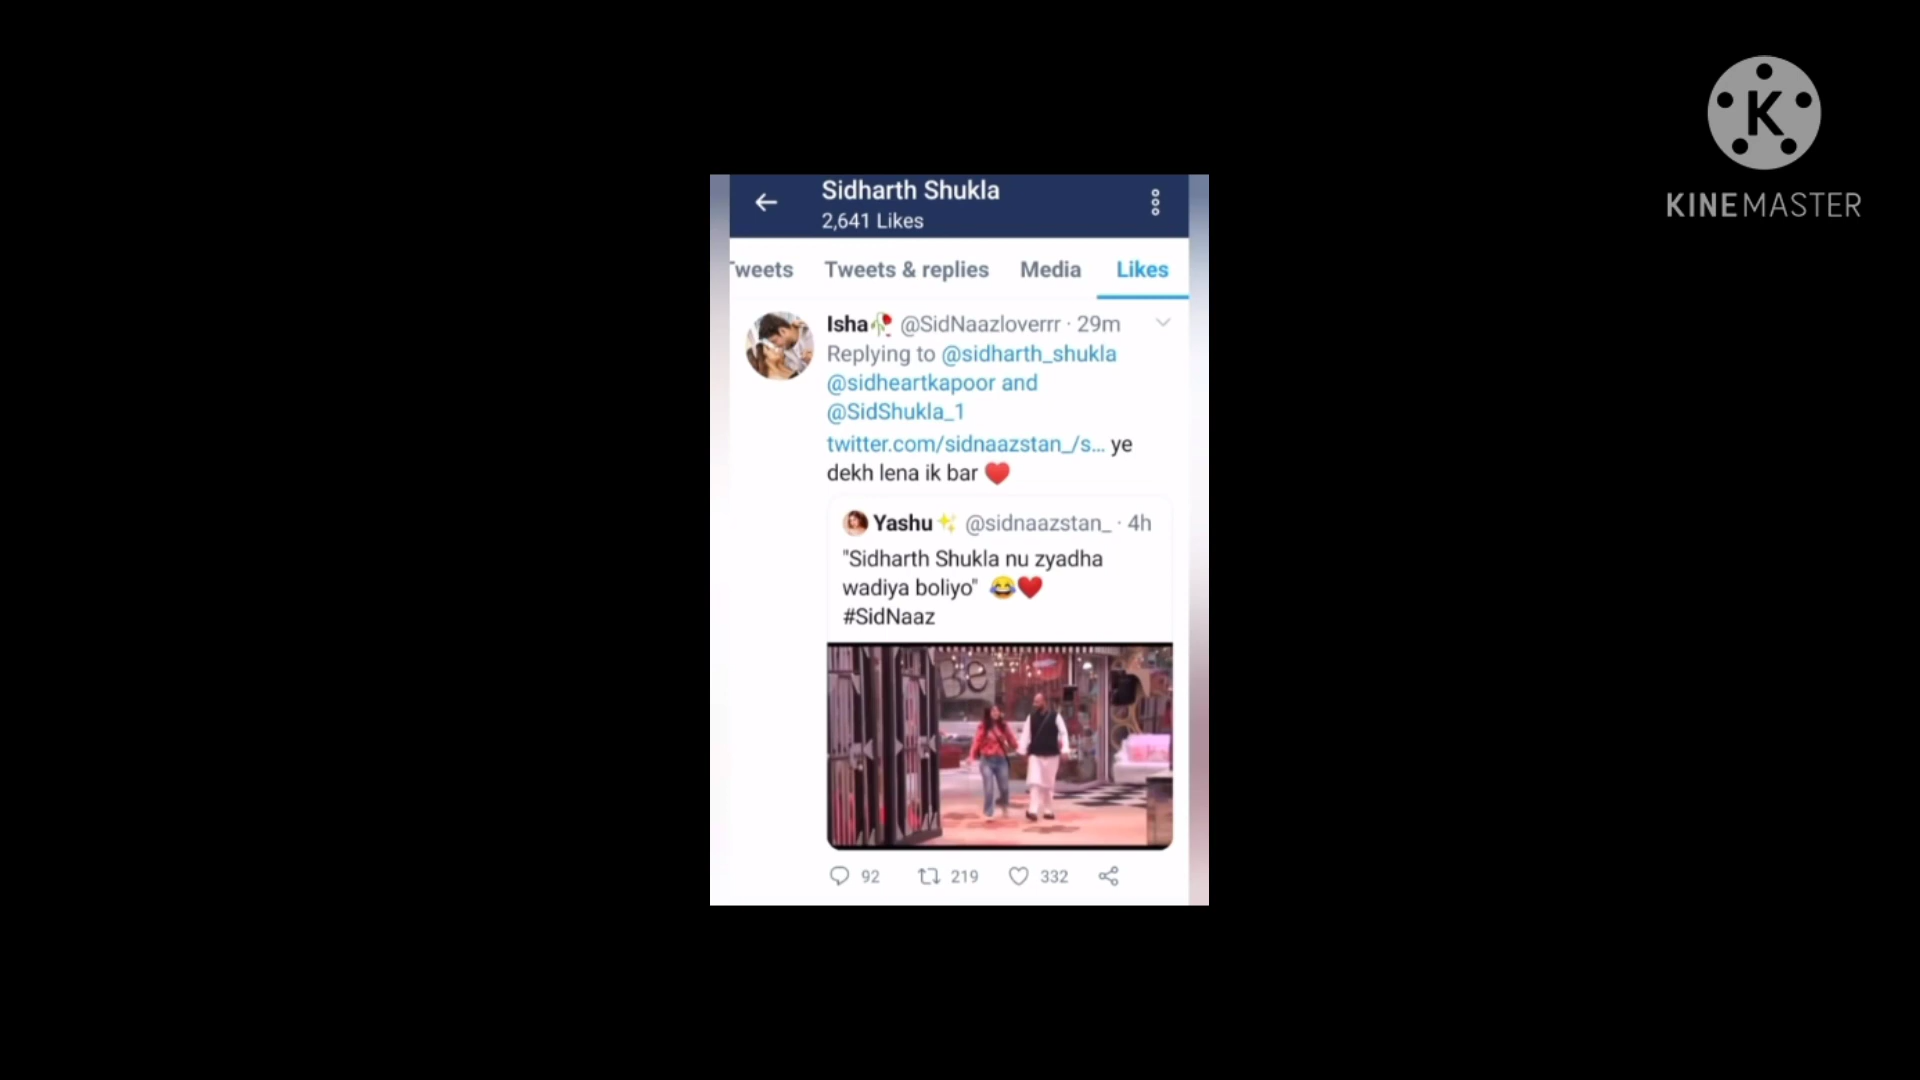 KINEMASTER
Sidharth Shukla
2,641 Likes
Tweets Tweets & replies Media Likes
Isha🥀 @SidNaazloverrr · 29m
Replying to @sidharth_shukla
@sidheartkapoor and
@SidShukla_1
twitter.com/sidnaazstan_/s... ye
dekh lena ik bar ♥️
Yashu ✨ @sidnaazstan_ · 4h
"Sidharth Shukla nu zyadha
wadiya boliyo" 😂❤️
#SidNaaz
Be
92 219 332